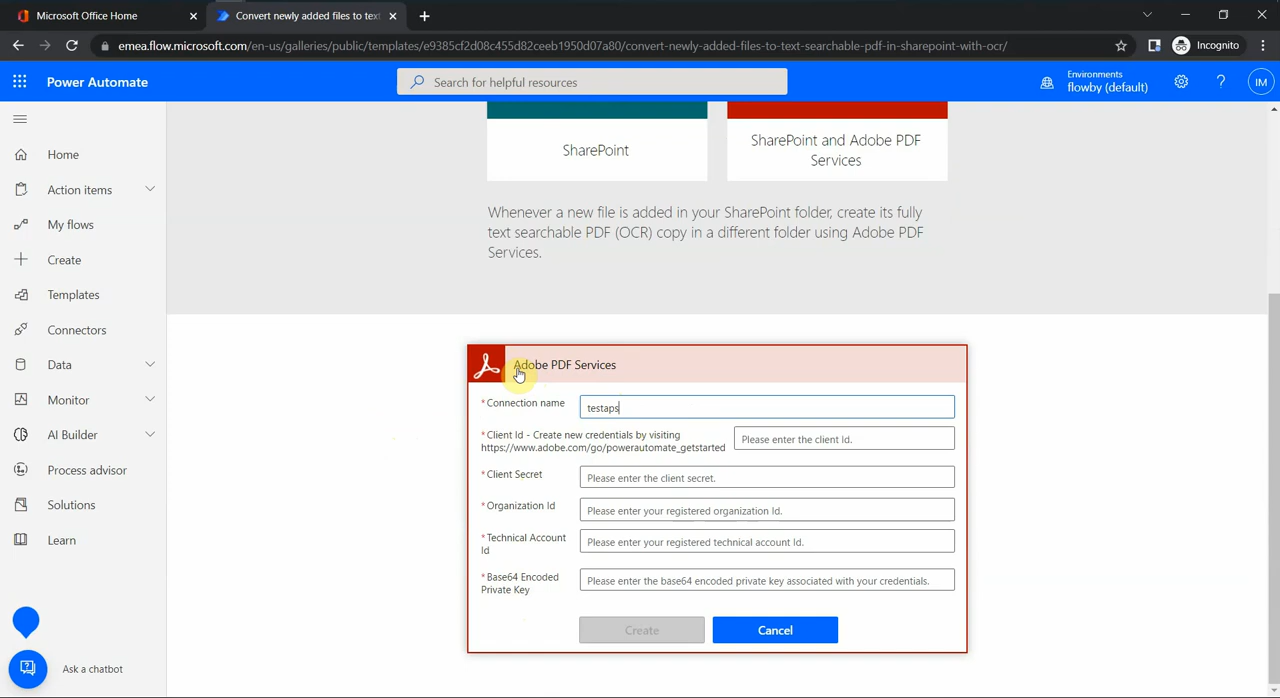 Microsoft Office Home
Convert newly added files to tex
emea.flow.microsoft.com/en-us/galleries/public/templates/e9385cf2d08c455d82ceeb1950d07a80/convert-newly-added-files-to-text-searchable-pdf-in-sharepoint-with-ocr/
Incognito
Power Automate
Search for helpful resources
Environments
flowby (default)
IM
Home
Action items
My flows
Create
Templates
Connectors
Data
Monitor
AI Builder
Process advisor
Solutions
Learn
Ask a chatbot
SharePoint
SharePoint and Adobe PDF
Services
Whenever a new file is added in your SharePoint folder, create its fully
text searchable PDF (OCR) copy in a different folder using Adobe PDF
Services.
Adobe PDF Services
*Connection name
testaps
*Client Id - Create new credentials by visiting
https://www.adobe.com/go/powerautomate_getstarted
Please enter the client Id.
*Client Secret
Please enter the client secret.
*Organization Id
Please enter your registered organization Id.
*Technical Account
Id
Please enter your registered technical account Id.
*Base64 Encoded
Private Key
Please enter the base64 encoded private key associated with your credentials.
Create
Cancel